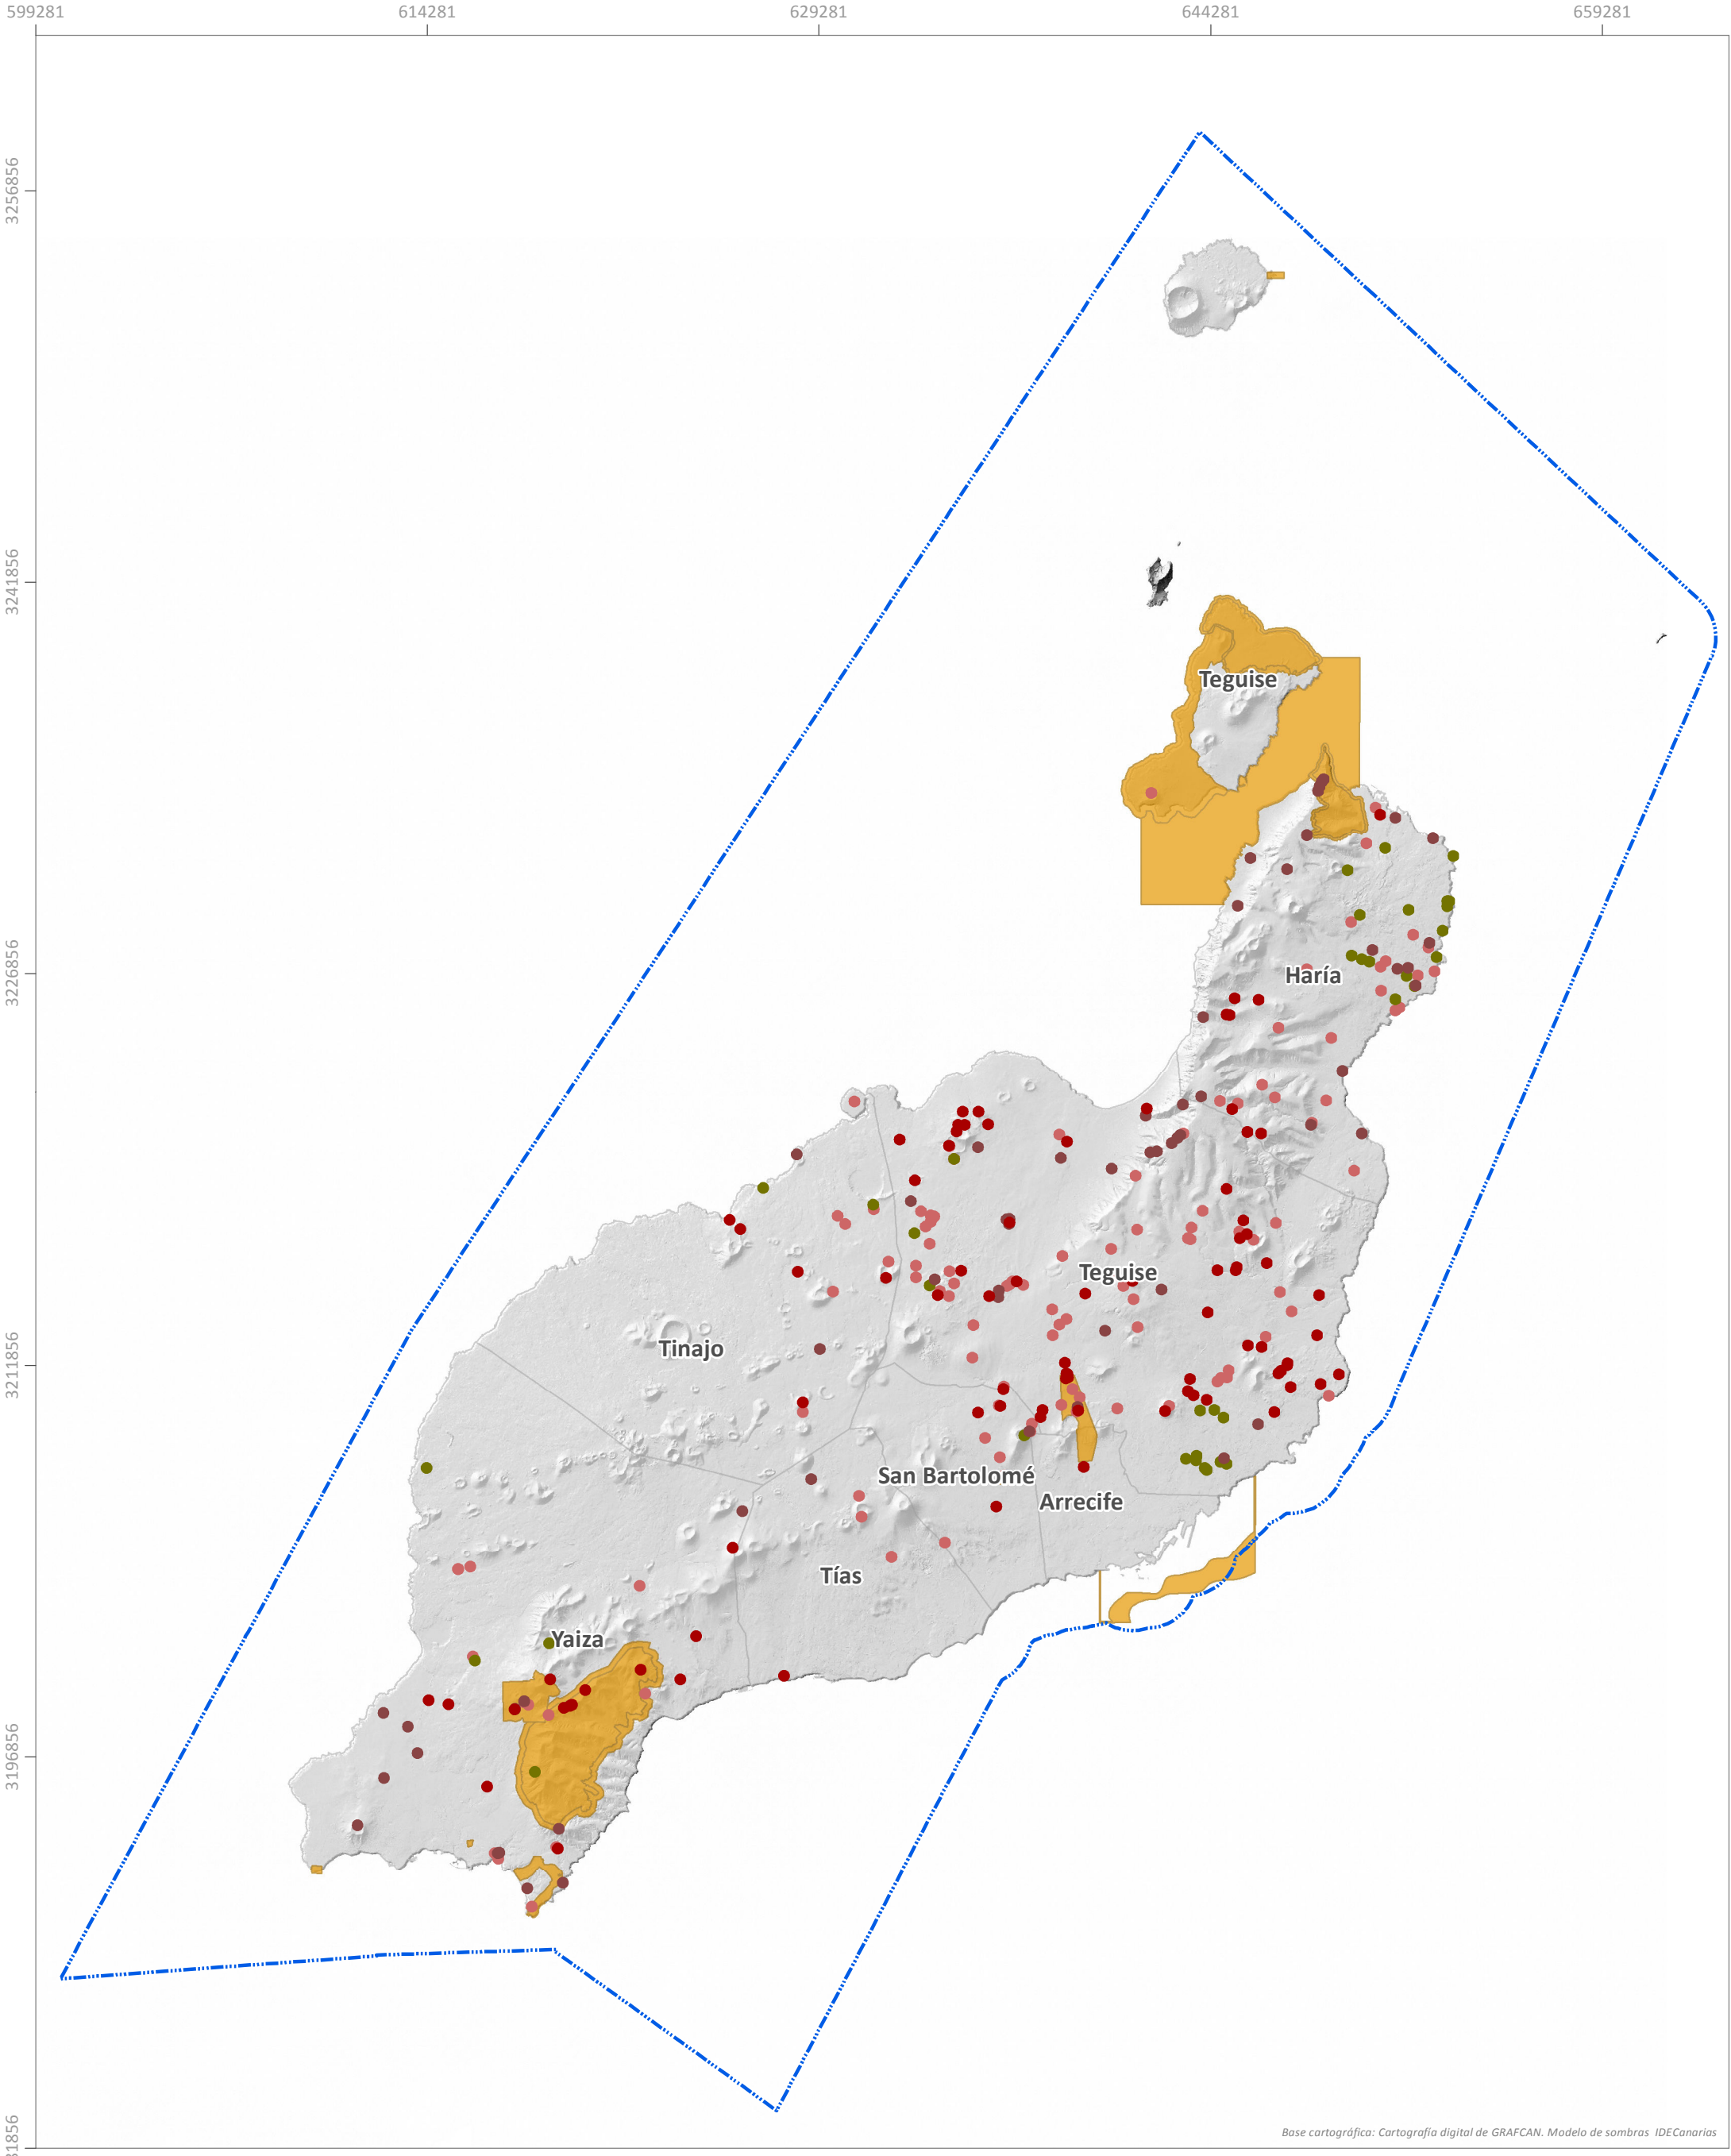 599281 614281 629281 644281 659281
3256856
3241856
Teguise
3226856
Haría
Teguise
3211856
Tinajo
San Bartolomé
Arrecife
Tías
Yaiza
3196856
Base cartográfica: Cartografía digital de GRAFCAN. Modelo de sombras IDECanarias